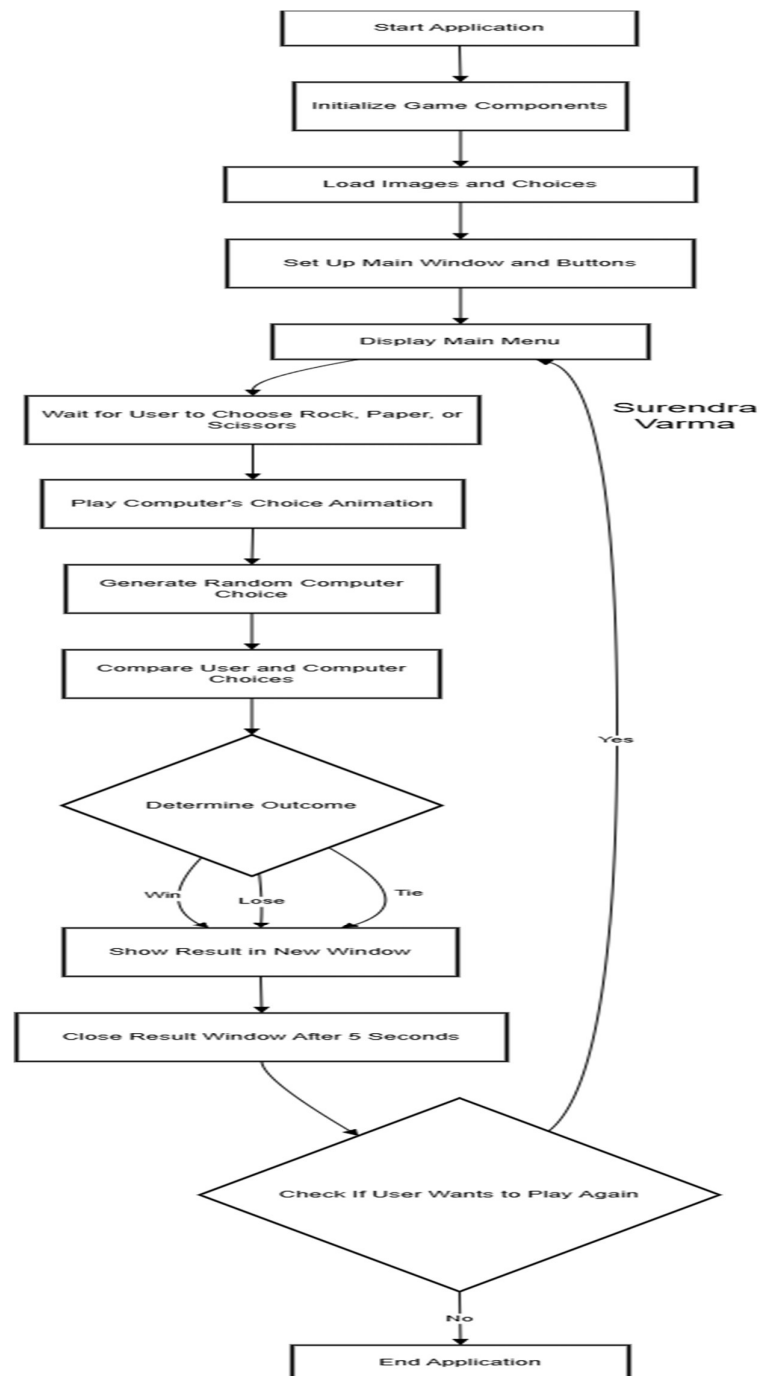 Start Application
Initialize Game Components
Load Images and Choices
Set Up Main Window and Buttons
Display Main Menu
Surendra
Varma
Wait for User to Choose Rock, Paper, or
Scissors
Play Computer's Choice Animation
Generate Random Computer
Choice
Compare User and Computer
Choices
Yes
Determine Outcome
Win
Lose
Tie
Show Result in New Window
Close Result Window After 5 Seconds
Check If User Wants to Play Again
No
End Application